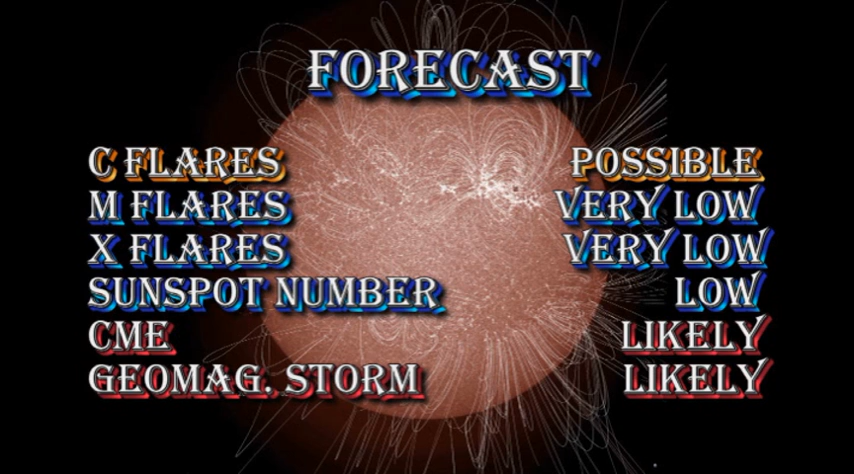 FORECAST
C FLARES POSSIBLE
M FLARES VERY LOW
X FLARES VERY LOW
SUNSPOT NUMBER LOW
CME LIKELY
GEOMAG. STORM LIKELY